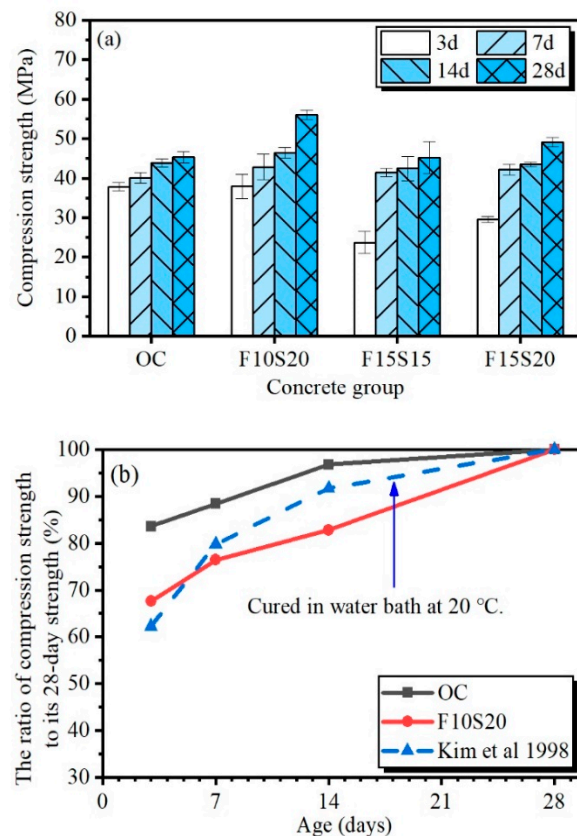 (a)
3d 7d
14d 28d
80
70
60
50
40
30
20
10
0
Compression strength (MPa)
OC F10S20 F15S15 F15S20
Concrete group
(b)
100
90
80
70
60
50
40
30
The ratio of compression strength
to its 28-day strength (%)
Cured in water bath at 20 °C.
OC
F10S20
Kim et al 1998
0 7 14 21 28
Age (days)